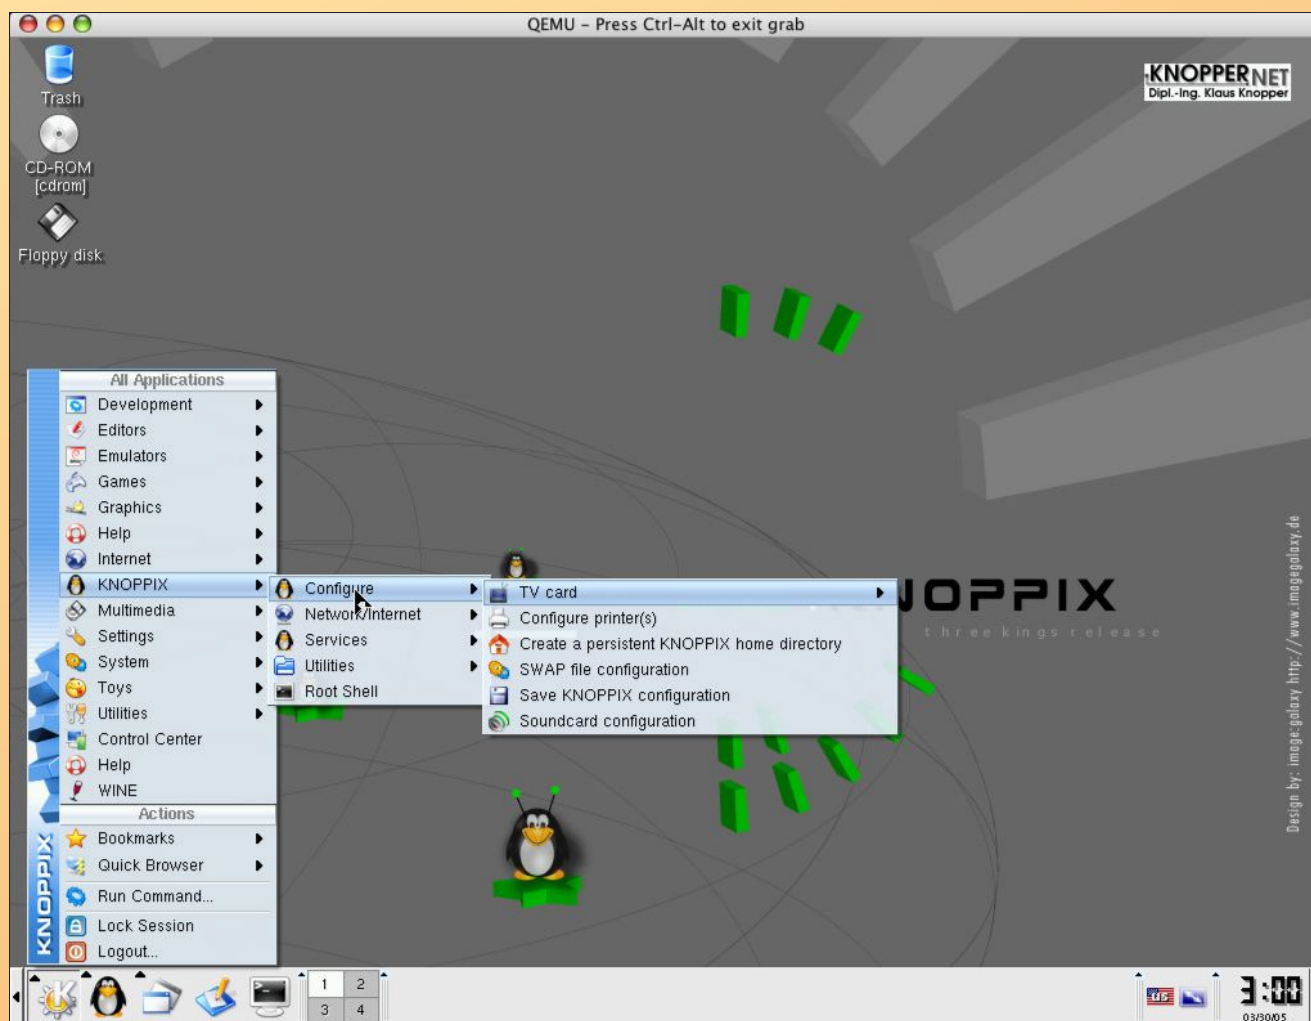 QEMU – Press Ctrl–Alt to exit grab
Trash
CD-ROM
[cdrom]
Floppy disk
KNOPPERNET
Dipl.-Ing. Klaus Knopper
All Applications
Development
Editors
Emulators
Games
Graphics
Help
Internet
KNOPPIX
Multimedia
Settings
System
Toys
Utilities
Control Center
Help
WINE
Actions
Bookmarks
Quick Browser
Run Command...
Lock Session
Logout...
KNOPPIX
Configure
Network/Internet
Services
Utilities
Root Shell
TV card
Configure printer(s)
Create a persistent KNOPPIX home directory
SWAP file configuration
Save KNOPPIX configuration
Soundcard configuration
NOPPIX
three kings release
Design by: image:galaxy http://www.imagegalaxy.de
1 2
3 4
US
3:00
03/30/05